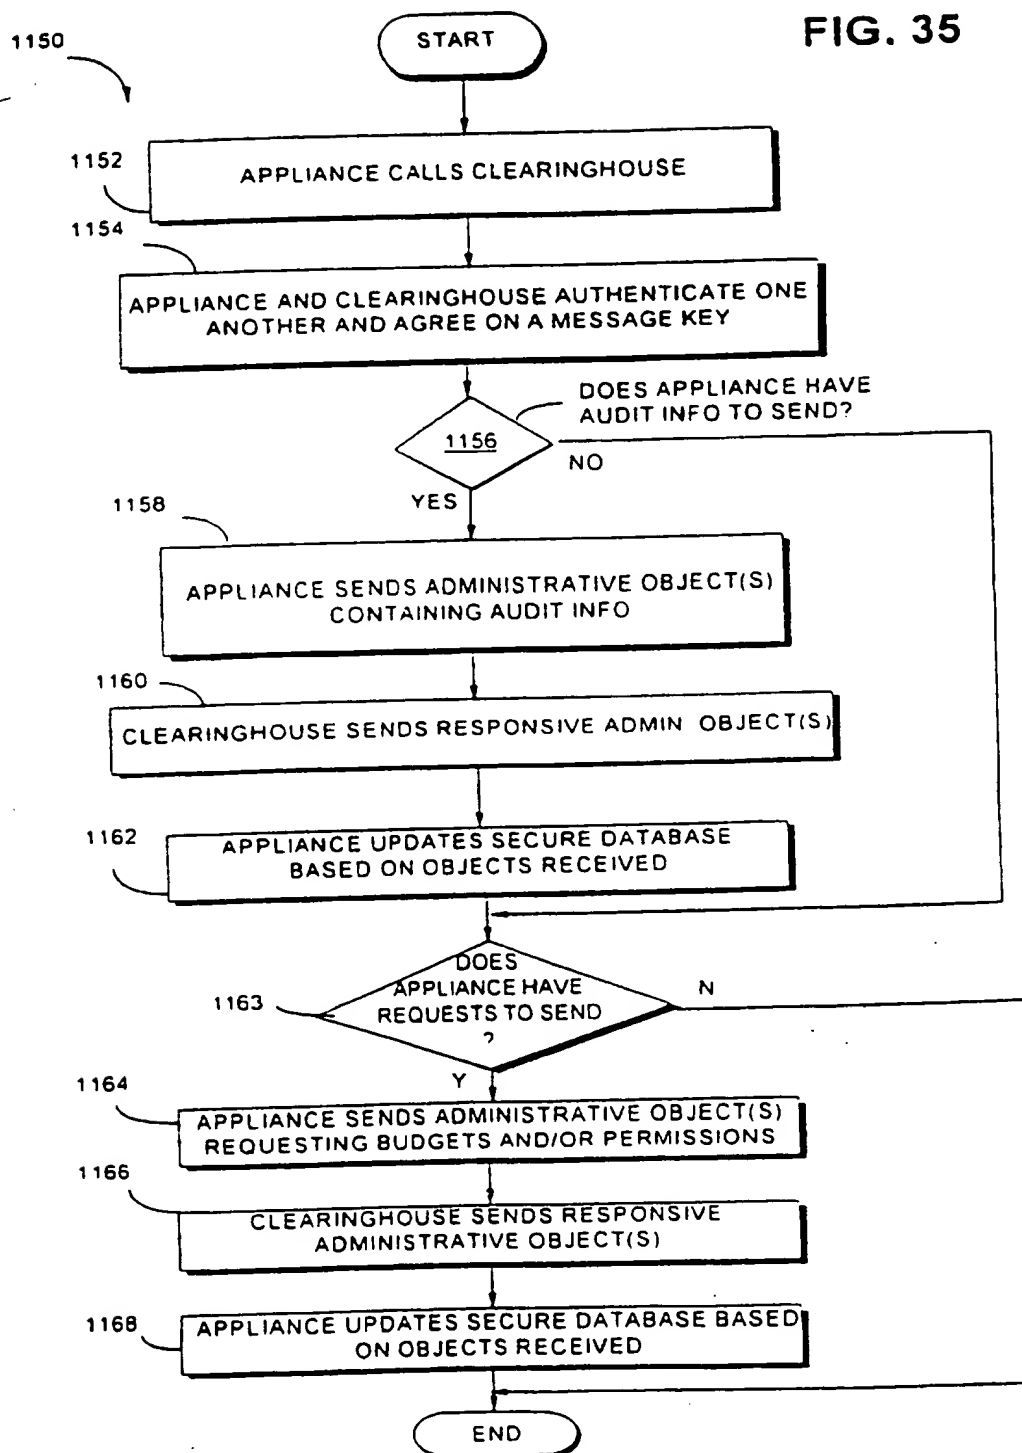 FIG. 35
1150
START
1152
APPLIANCE CALLS CLEARINGHOUSE
1154
APPLIANCE AND CLEARINGHOUSE AUTHENTICATE ONE
ANOTHER AND AGREE ON A MESSAGE KEY
DOES APPLIANCE HAVE
AUDIT INFO TO SEND?
1156
NO
YES
1158
APPLIANCE SENDS ADMINISTRATIVE OBJECT(S)
CONTAINING AUDIT INFO
1160
CLEARINGHOUSE SENDS RESPONSIVE ADMIN OBJECT(S)
1162
APPLIANCE UPDATES SECURE DATABASE
BASED ON OBJECTS RECEIVED
DOES
APPLIANCE HAVE
REQUESTS TO SEND
?
1163
N
Y
1164
APPLIANCE SENDS ADMINISTRATIVE OBJECT(S)
REQUESTING BUDGETS AND/OR PERMISSIONS
1166
CLEARINGHOUSE SENDS RESPONSIVE
ADMINISTRATIVE OBJECT(S)
1168
APPLIANCE UPDATES SECURE DATABASE BASED
ON OBJECTS RECEIVED
END